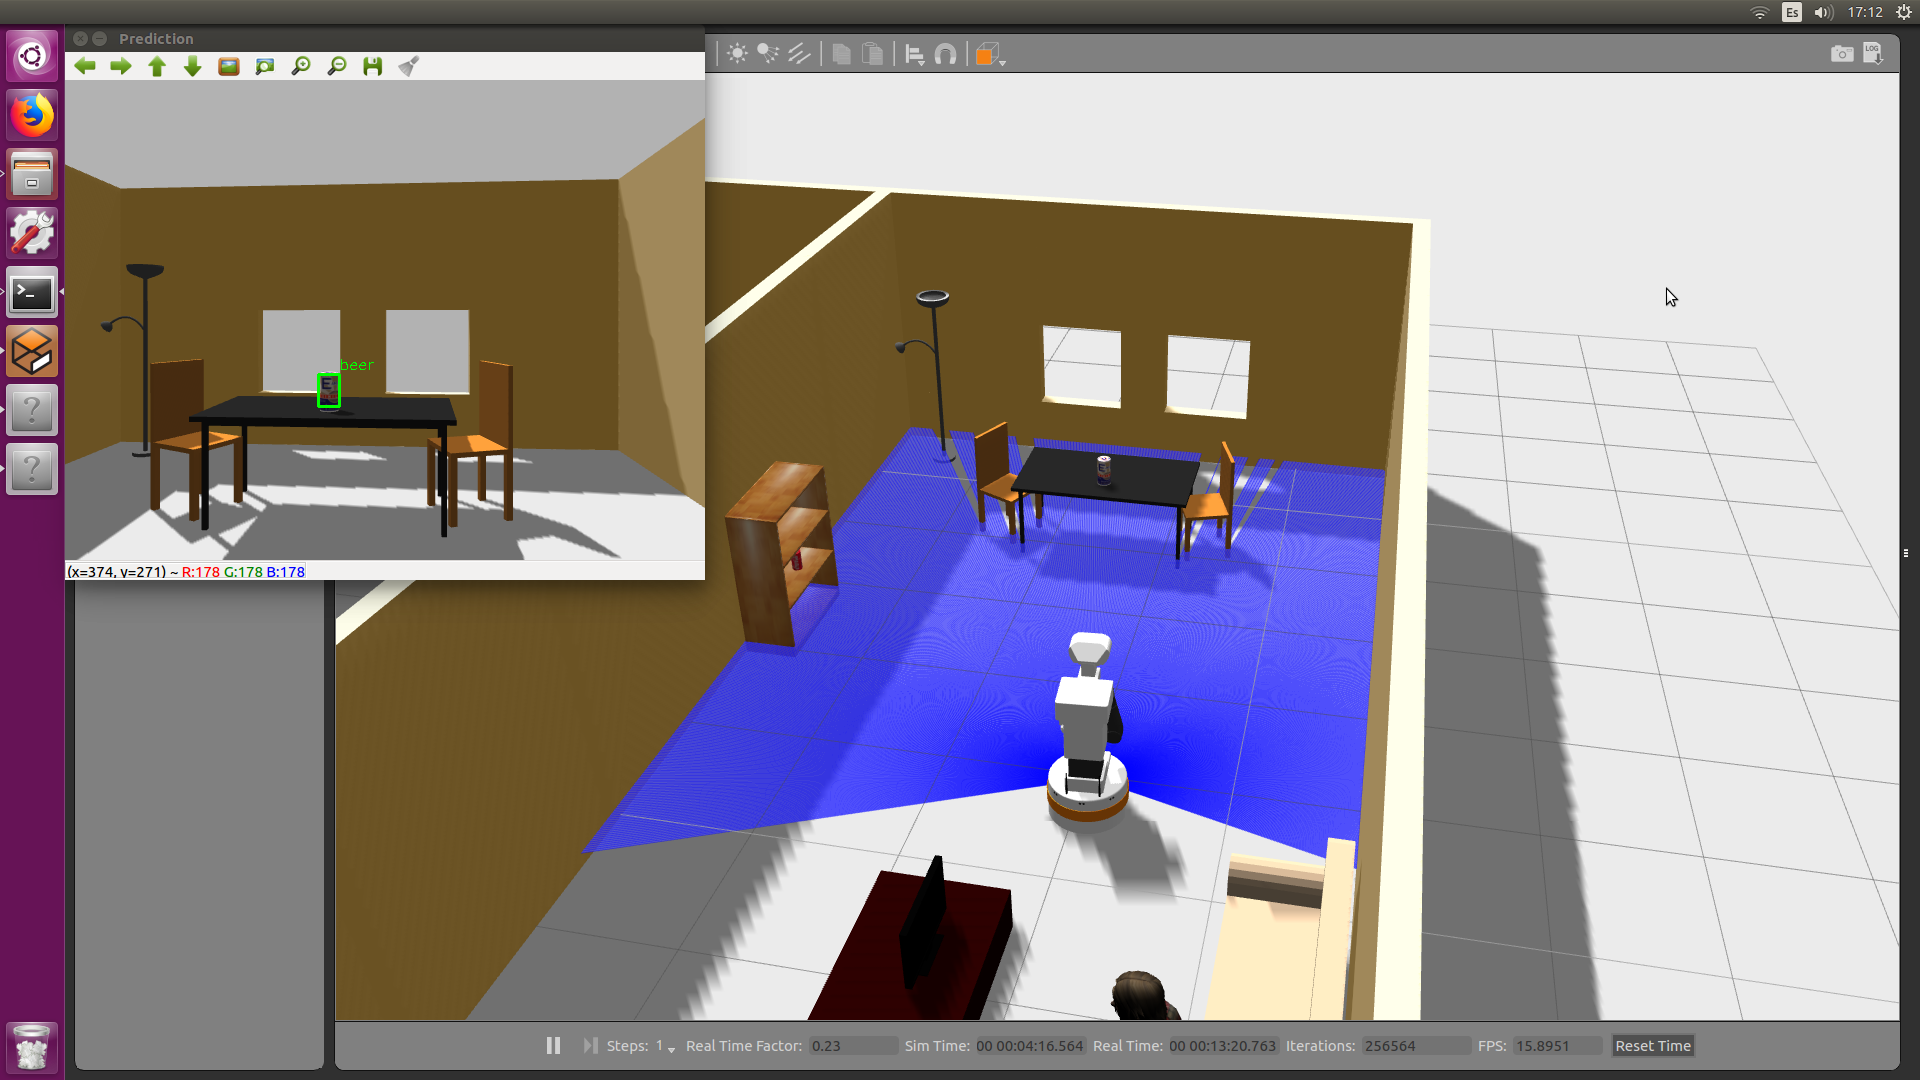 Es
17:12
Prediction
LOG
beer
E
E
(x=374, y=271) ~ R:178 G:178 B:178
Steps: 1 Real Time Factor: 0.23 Sim Time: 00 00:04:16.564 Real Time: 00 00:13:20.763 Iterations: 256564 FPS: 15.8951 Reset Time